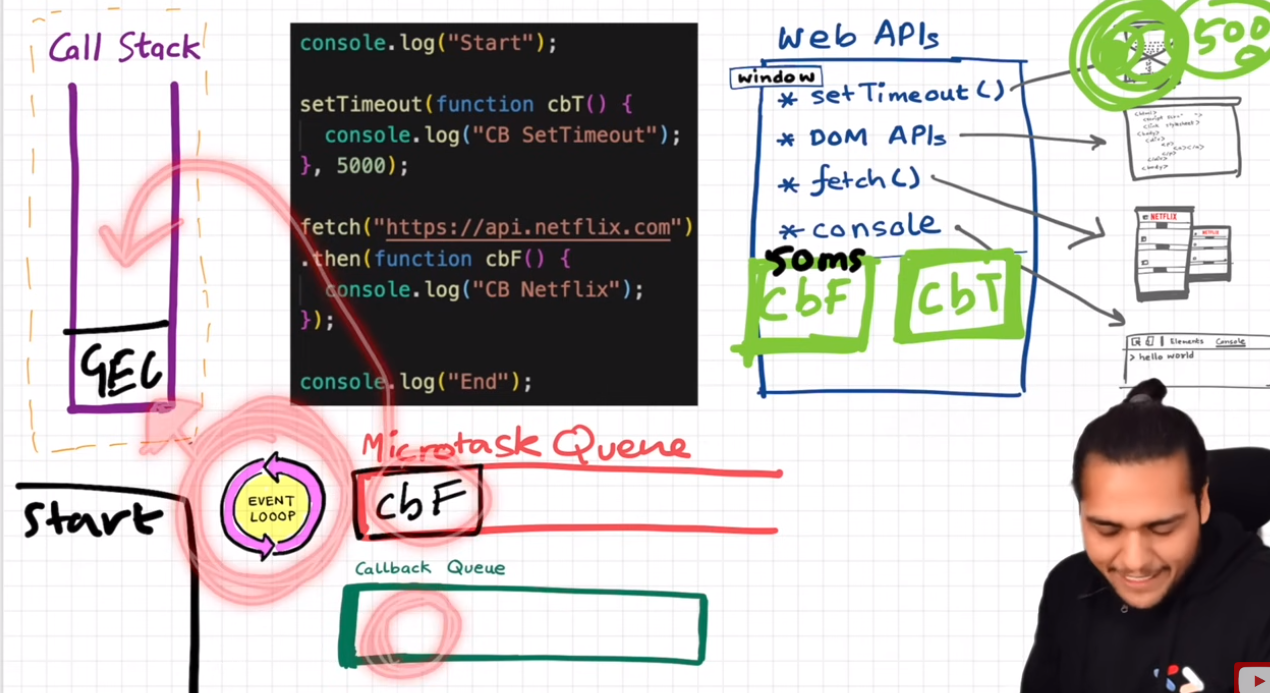 Call Stack
GEC
console.log("Start");
setTimeout(function cbT() {
console.log("CB SetTimeout");
}, 5000);
fetch("https://api.netflix.com")
.then(function cbF() {
console.log("CB Netflix");
});
console.log("End");
Web APIs
window
* setTimeout()
* DOM APIs
* fetch()
* console
50ms
cbF
cbT
500
NETFLIX
NETFLIX
Elements Console
> hello world
Start
EVENT
LOOOP
Microtask Queue
cbF
Callback Queue